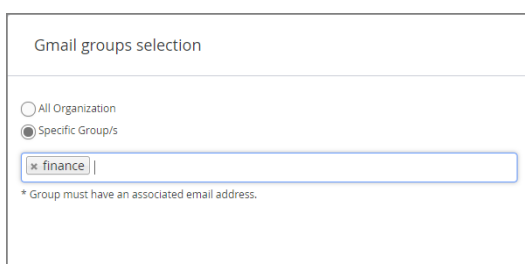 Gmail groups selection
All Organization
Specific Group/s
× finance
* Group must have an associated email address.